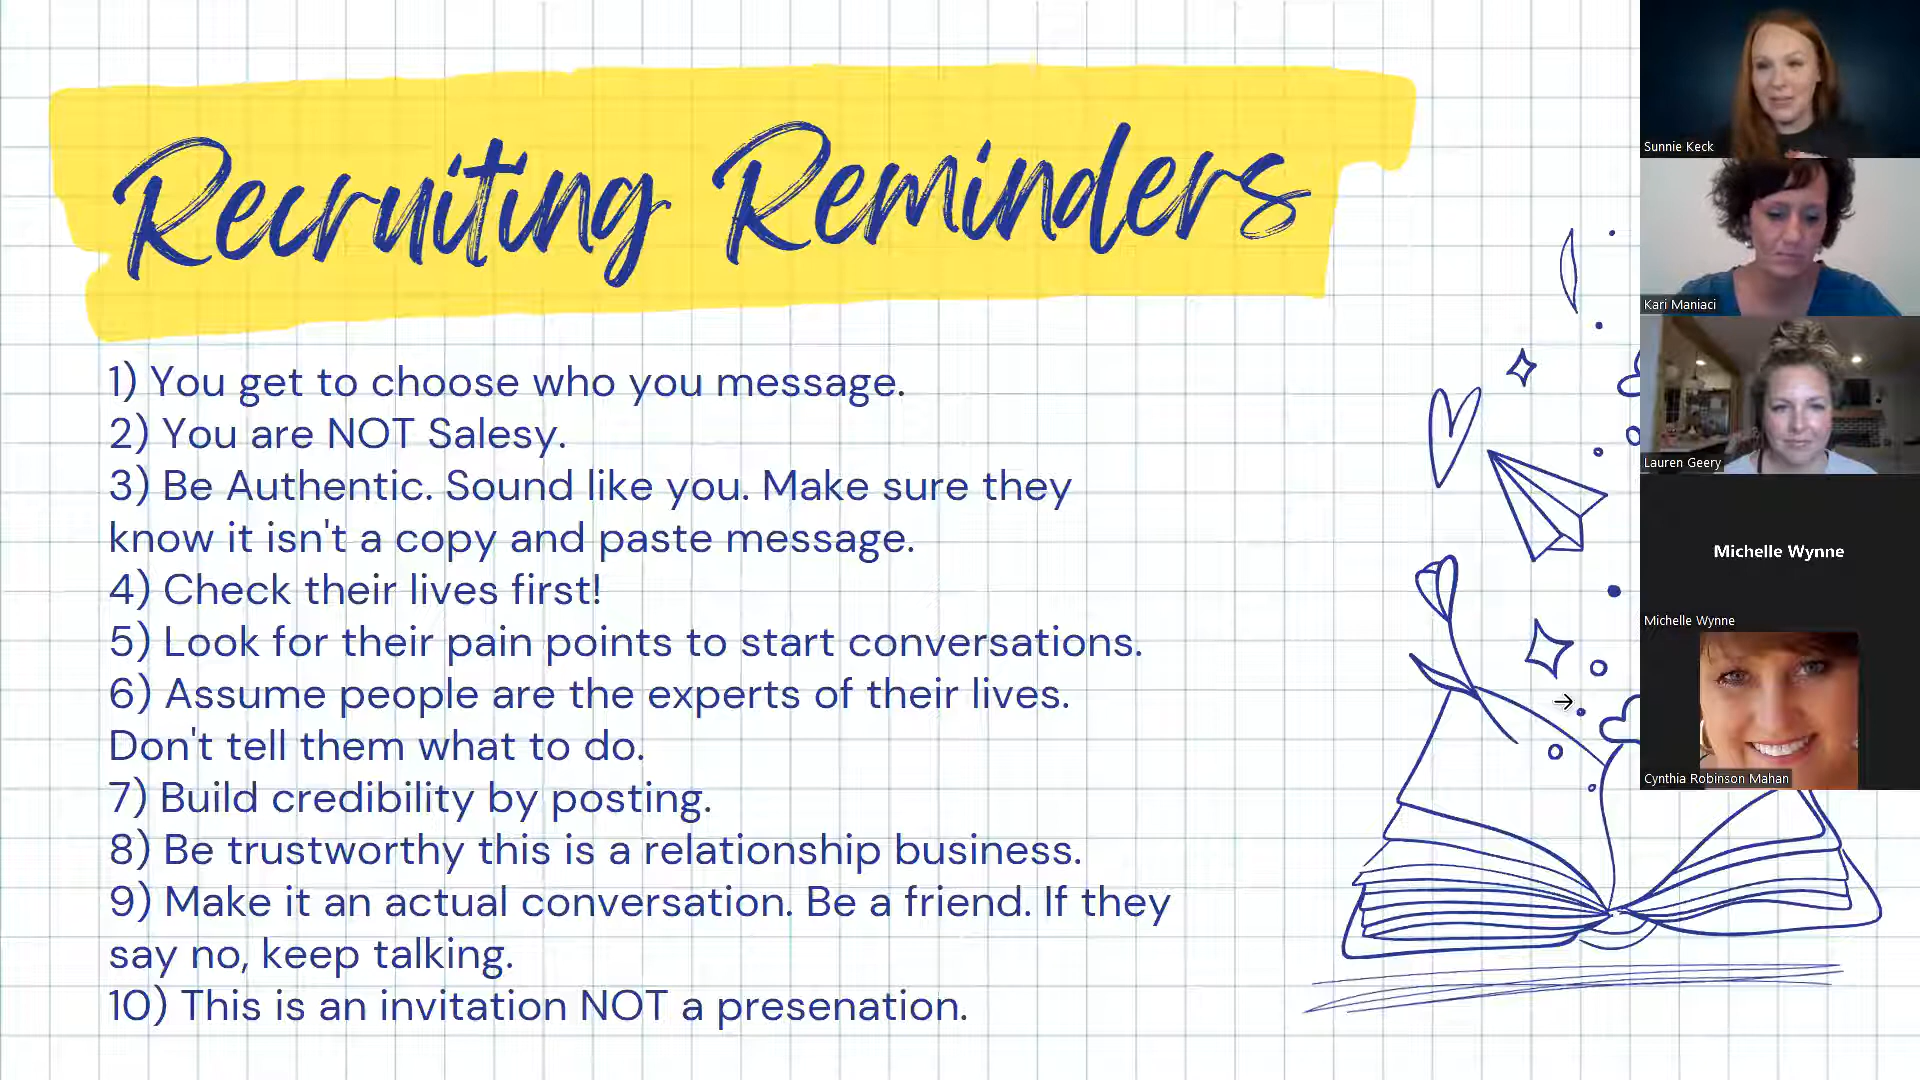 Recruiting Reminders
1) You get to choose who you message.
2) You are NOT Salesy.
3) Be Authentic. Sound like you. Make sure they
know it isn't a copy and paste message.
4) Check their lives first!
5) Look for their pain points to start conversations.
6) Assume people are the experts of their lives.
Don't tell them what to do.
7) Build credibility by posting.
8) Be trustworthy this is a relationship business.
9) Make it an actual conversation. Be a friend. If they
say no, keep talking.
10) This is an invitation NOT a presenation.
Sunnie Keck
Kari Maniaci
Lauren Geery
Michelle Wynne
Michelle Wynne
Cynthia Robinson Mahan